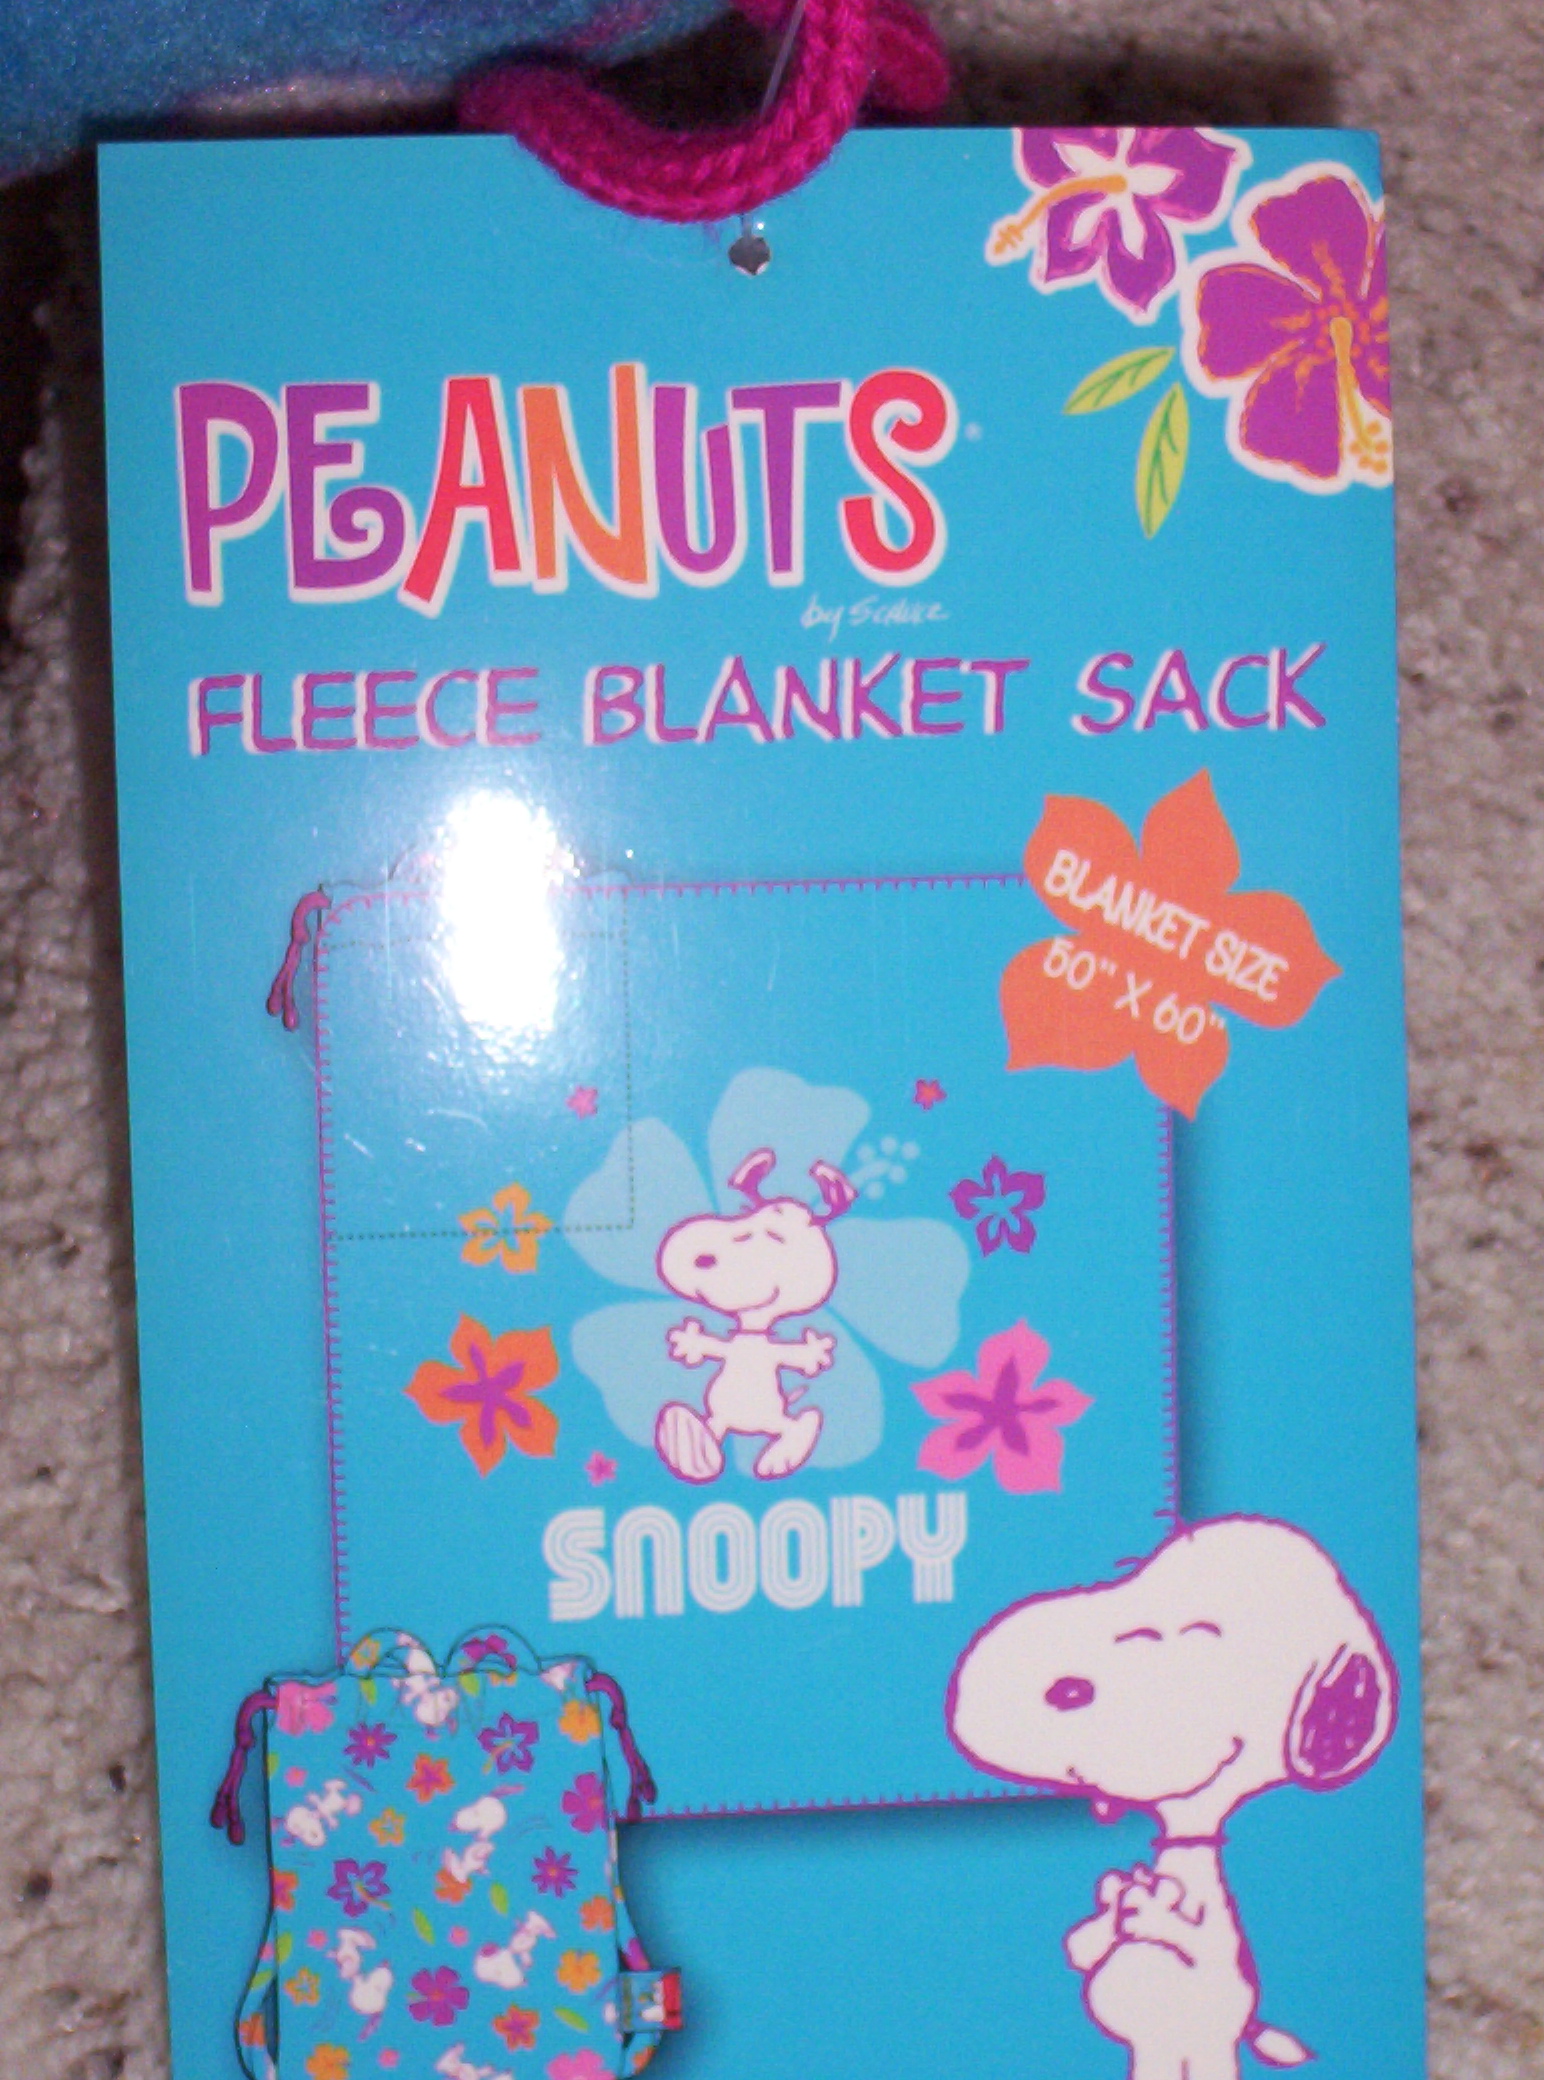 PEANUTS®
by Schulz
FLEECE BLANKET SACK
BLANKET SIZE
50" X 60"
SNOOPY